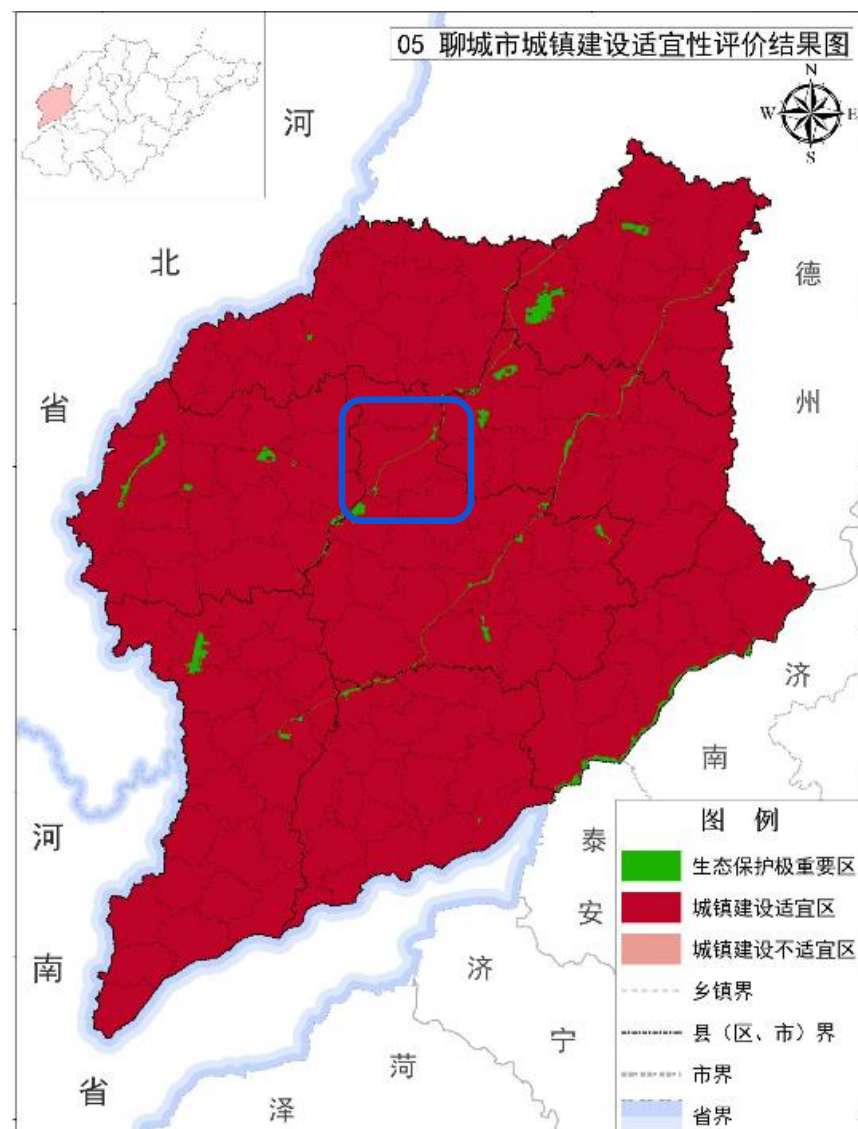 05 聊城市城镇建设适宜性评价结果图
N
W
E
S
河
北
省
德
州
济
南
泰
安
济
宁
菏
泽
河
南
省
图 例
生态保护极重要区
城镇建设适宜区
城镇建设不适宜区
乡镇界
县（区、市）界
市界
省界